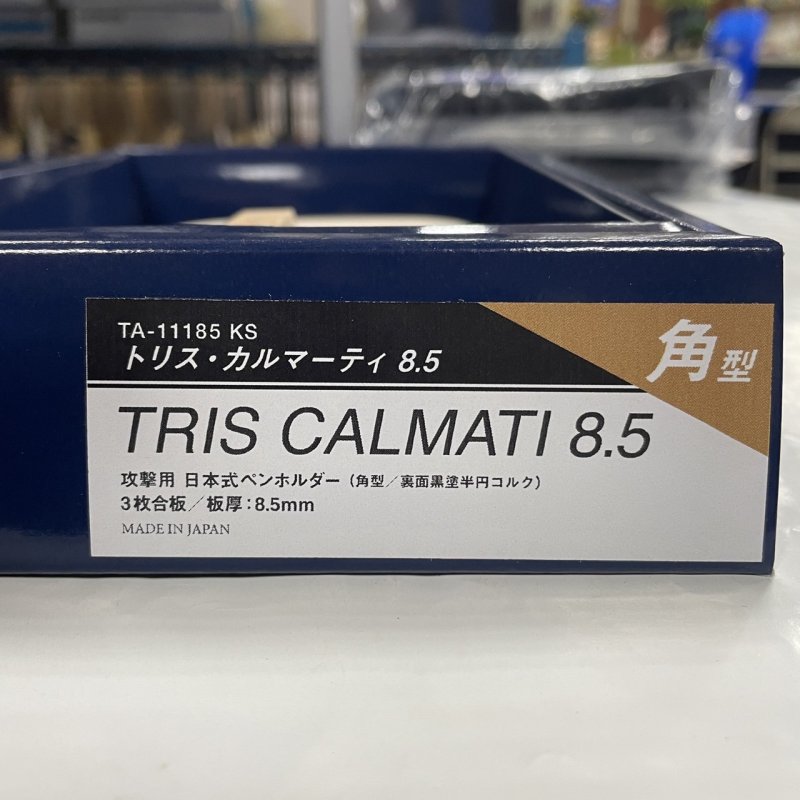 TA-11185 KS
トリス・カルマーティ 8.5
角型
TRIS CALMATI 8.5
攻撃用 日本式ペンホルダー（角型／裏面黒塗半円コルク）
3枚合板／板厚：8.5mm
MADE IN JAPAN